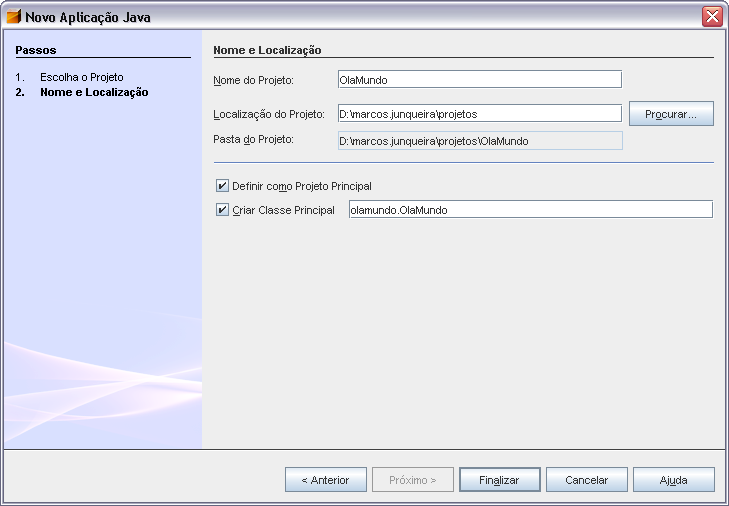 Novo Aplicação Java
Passos
1. Escolha o Projeto
2. Nome e Localização
Nome e Localização
Nome do Projeto: OlaMundo
Localização do Projeto: D:\marcos.junqueira\projetos Procurar...
Pasta do Projeto: D:\marcos.junqueira\projetos\OlaMundo
Definir como Projeto Principal
Criar Classe Principal olamundo.OlaMundo
< Anterior Próximo > Finalizar Cancelar Ajuda